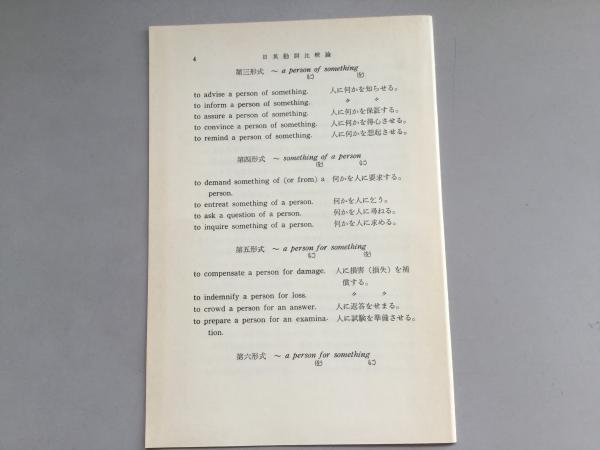 4 日英動詞比較論
第三形式 ～ a person of something
(に) (を)
to advise a person of something. 人に何かを知らせる。
to inform a person of something. 〃 〃
to assure a person of something. 人に何かを保証する。
to convince a person of something. 人に何かを得心させる。
to remind a person of something. 人に何かを想起させる。
第四形式 ～ something of a person
(を) (に)
to demand something of (or from) a 何かを人に要求する。
person.
to entreat something of a person. 何かを人に乞う。
to ask a question of a person. 何かを人に尋ねる。
to inquire something of a person. 何かを人に求める。
第五形式 ～ a person for something
(に) (を)
to compensate a person for damage. 人に損害（損失）を補
償する。
to indemnify a person for loss. 〃 〃
to crowd a person for an answer. 人に返答をせまる。
to prepare a person for an examina- 人に試験を準備させる。
tion.
第六形式 ～ a person for something
(を) (に)